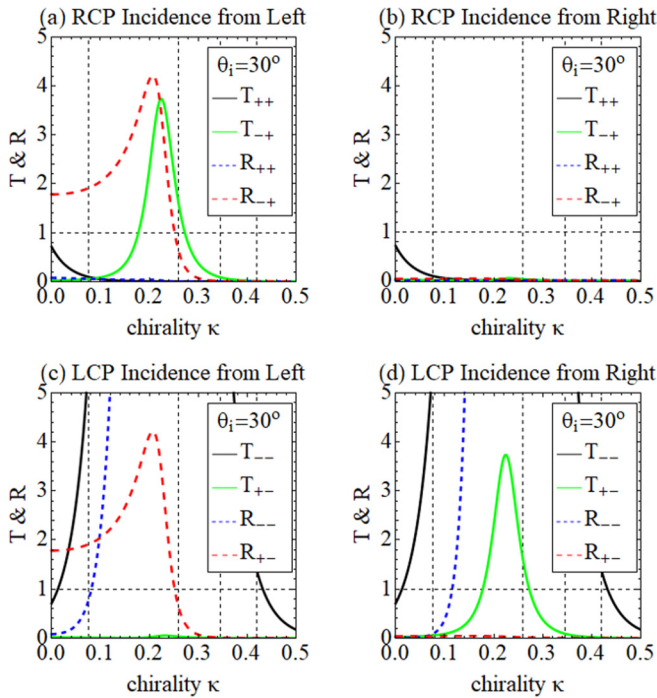 (a) RCP Incidence from Left
5
4
3
2
1
0
T & R
θi=30°
T++
T-+
R++
R-+
0.0 0.1 0.2 0.3 0.4 0.5
chirality κ
(b) RCP Incidence from Right
5
4
3
2
1
0
T & R
θi=30°
T++
T-+
R++
R-+
0.0 0.1 0.2 0.3 0.4 0.5
chirality κ
(c) LCP Incidence from Left
5
4
3
2
1
0
T & R
θi=30°
T--
T+-
R--
R+-
0.0 0.1 0.2 0.3 0.4 0.5
chirality κ
(d) LCP Incidence from Right
5
4
3
2
1
0
T & R
θi=30°
T--
T+-
R--
R+-
0.0 0.1 0.2 0.3 0.4 0.5
chirality κ